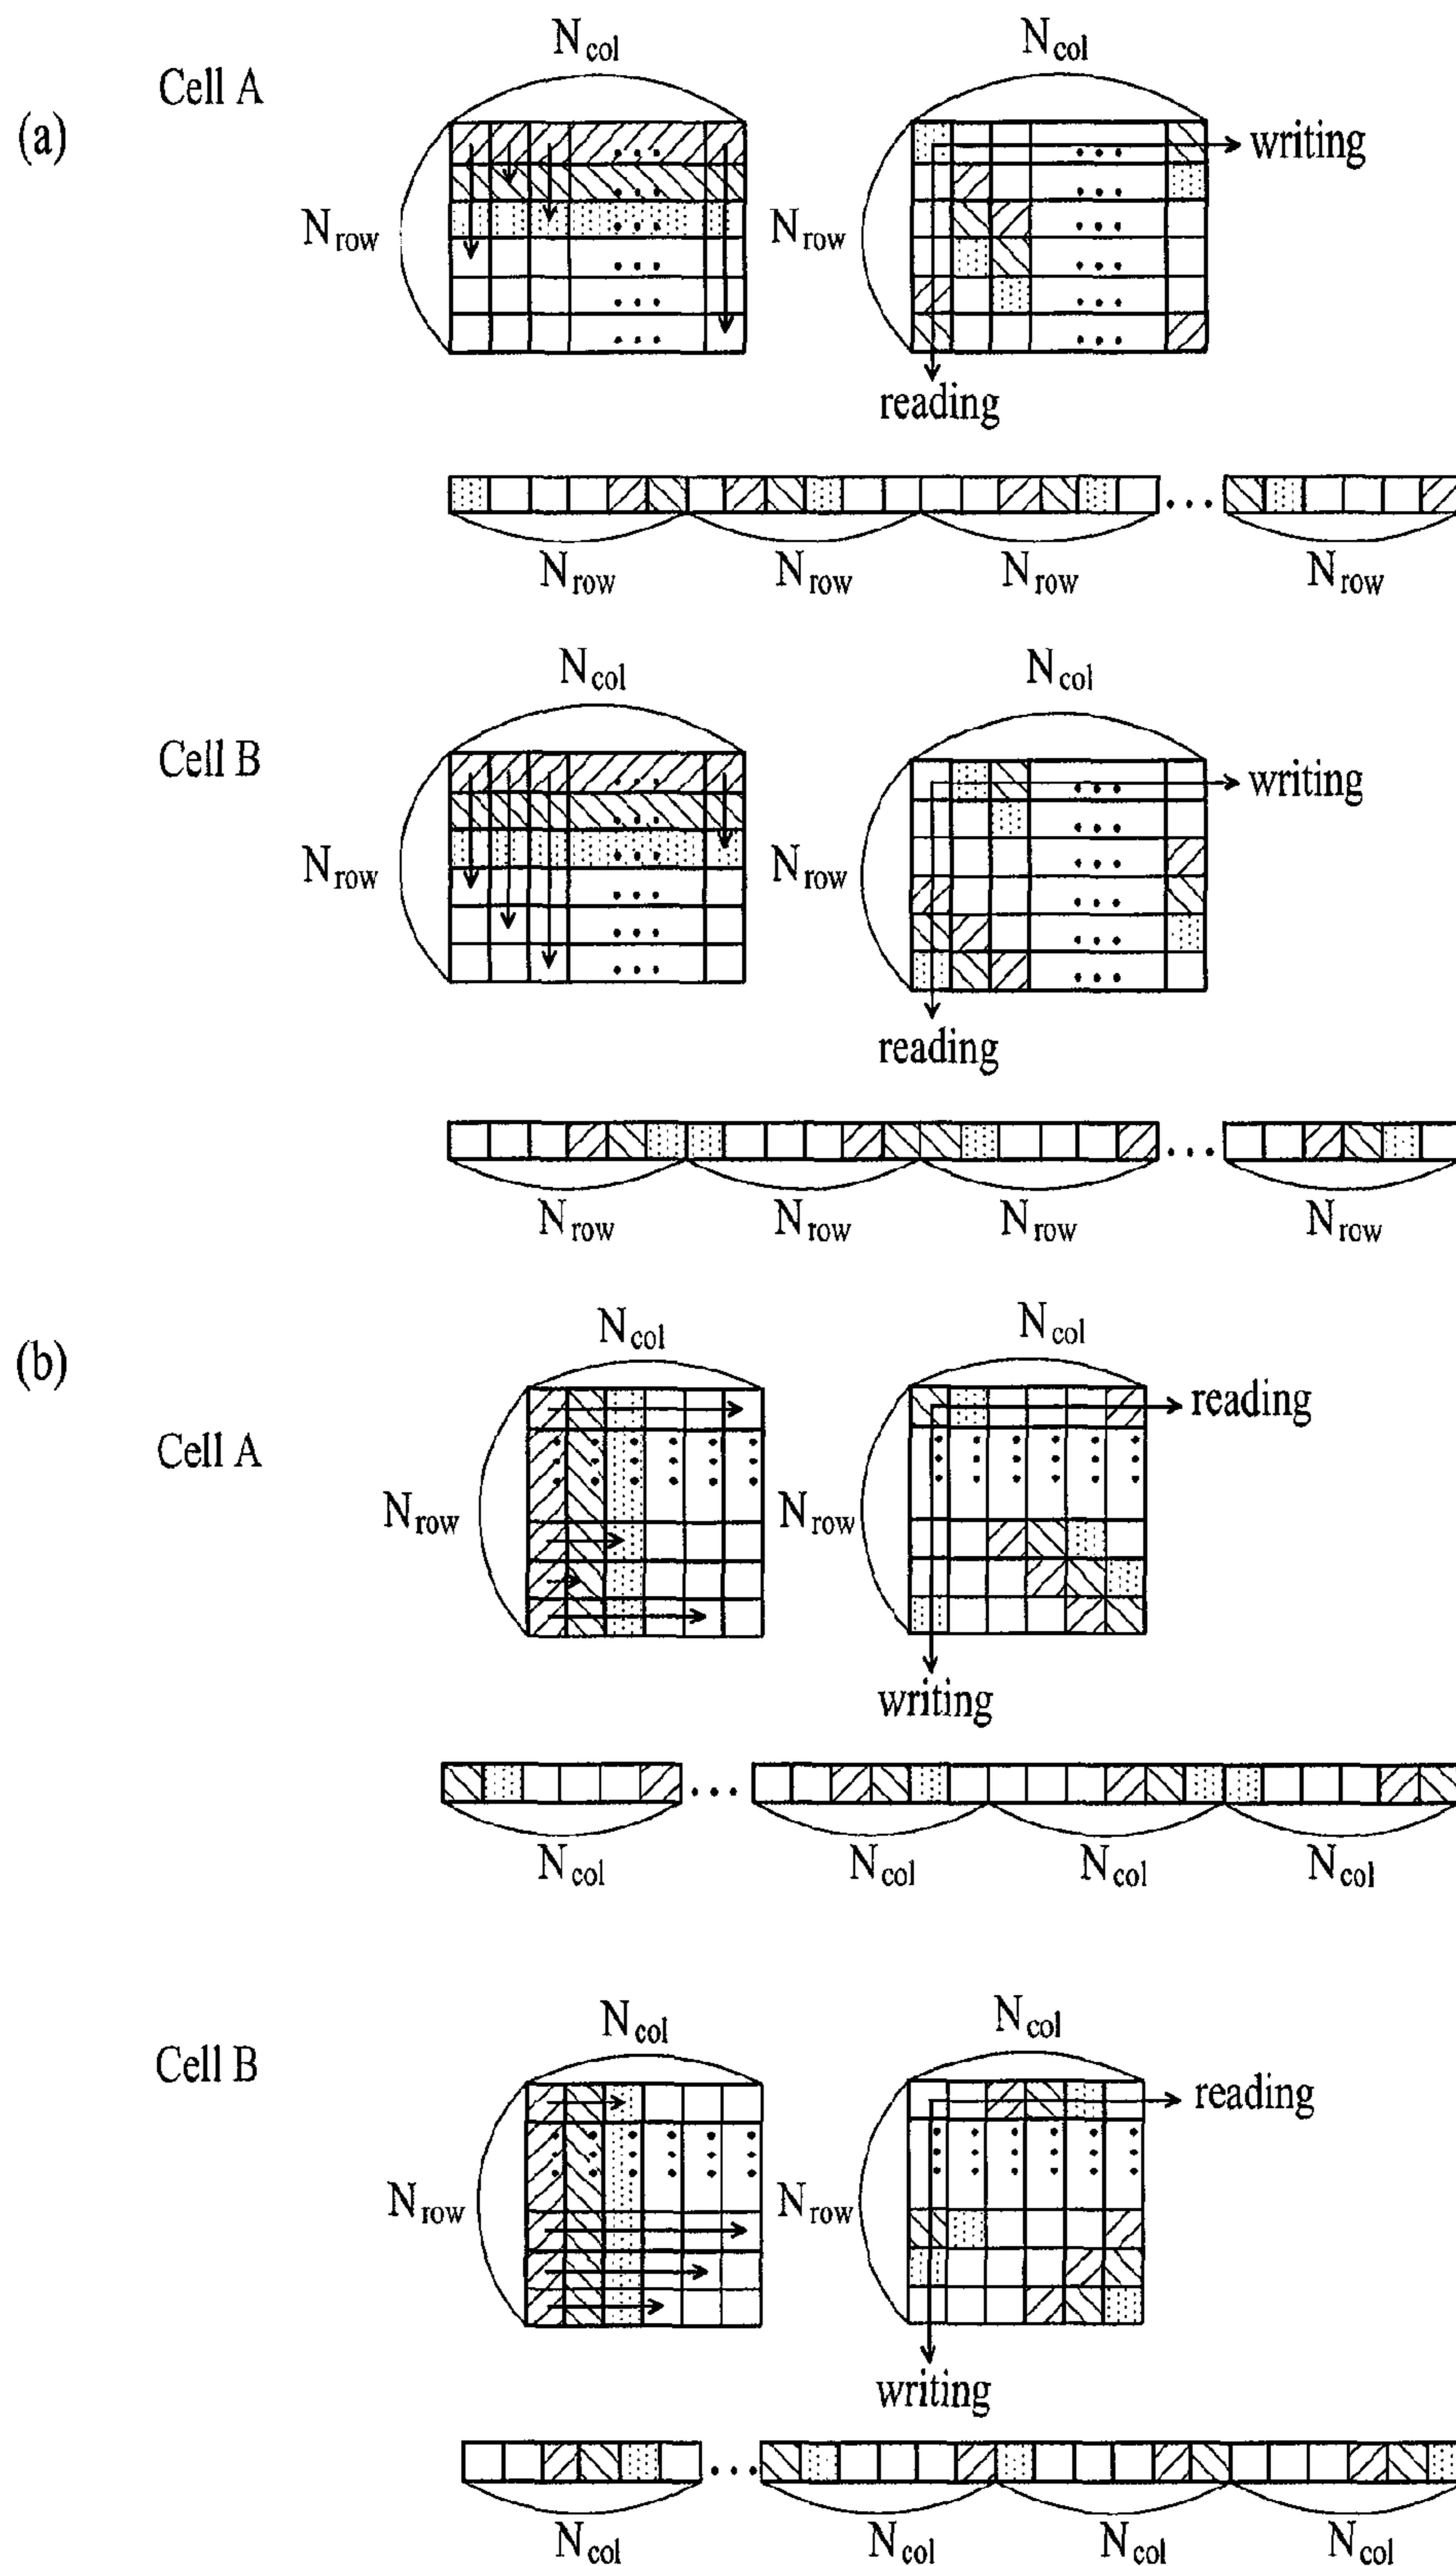 N_col N_col
Cell A
(a)
writing
N_row N_row
reading
N_row N_row N_row N_row
N_col N_col
Cell B
writing
N_row N_row
reading
N_row N_row N_row N_row
N_col N_col
(b)
reading
Cell A
N_row N_row
writing
N_col N_col N_col N_col
N_col N_col
Cell B
reading
N_row N_row
writing
N_col N_col N_col N_col